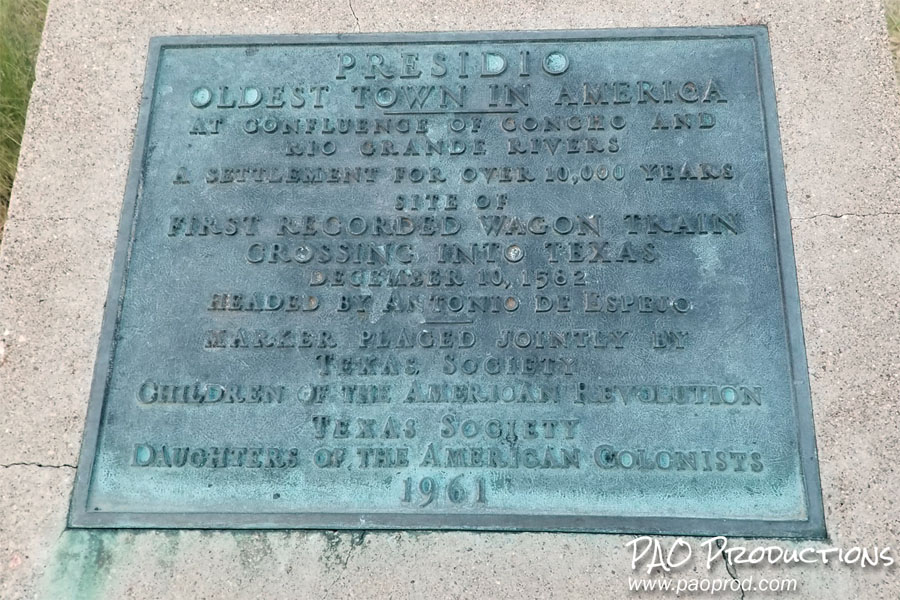 PRESIDIO
OLDEST TOWN IN AMERICA
AT CONFLUENCE OF CONCHO AND
RIO GRANDE RIVERS
A SETTLEMENT FOR OVER 10,000 YEARS
SITE OF
FIRST RECORDED WAGON TRAIN
CROSSING INTO TEXAS
DECEMBER 10, 1582
HEADED BY ANTONIO DE ESPEJO
MARKER PLACED JOINTLY BY
TEXAS SOCIETY
CHILDREN OF THE AMERICAN REVOLUTION
TEXAS SOCIETY
DAUGHTERS OF THE AMERICAN COLONISTS
1961
PAO PRODUCTIONS
www.paoprod.com